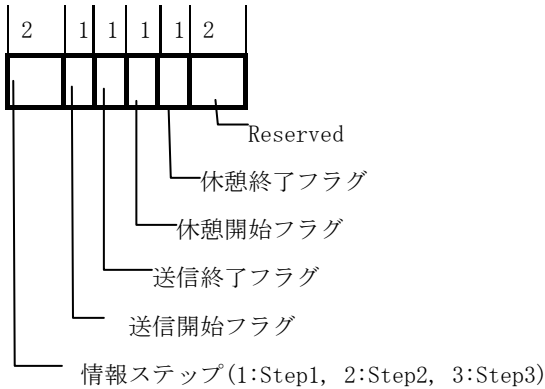 2 1 1 1 1 2
Reserved
休憩終了フラグ
休憩開始フラグ
送信終了フラグ
送信開始フラグ
情報ステップ(1:Step1, 2:Step2, 3:Step3)